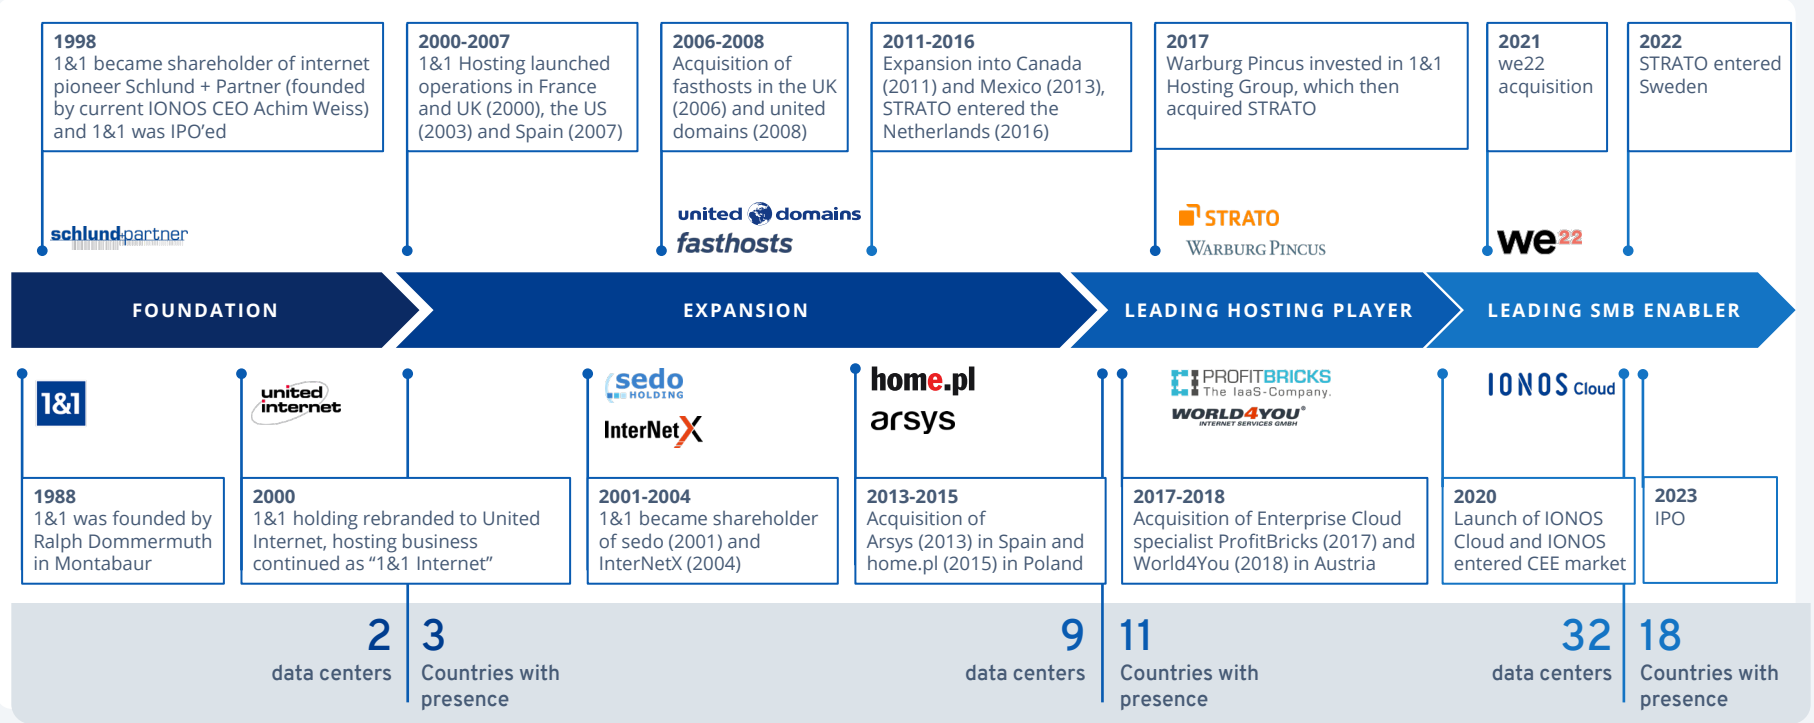 1998
1&1 became shareholder of internet
pioneer Schlund + Partner (founded
by current IONOS CEO Achim Weiss)
and 1&1 was IPO’ed
2000-2007
1&1 Hosting launched
operations in France
and UK (2000), the US
(2003) and Spain (2007)
2006-2008
Acquisition of
fasthosts in the UK
(2006) and united
domains (2008)
2011-2016
Expansion into Canada
(2011) and Mexico (2013),
STRATO entered the
Netherlands (2016)
2017
Warburg Pincus invested in 1&1
Hosting Group, which then
acquired STRATO
2021
we22
acquisition
2022
STRATO entered
Sweden
schlund+partner
united domains
fasthosts
STRATO
WARBURG PINCUS
we22
FOUNDATION
EXPANSION
LEADING HOSTING PLAYER
LEADING SMB ENABLER
1&1
united
internet
sedo
HOLDING
InterNetX
home.pl
arsys
PROFITBRICKS
The IaaS-Company.
WORLD4YOU®
INTERNET SERVICES GMBH
IONOS Cloud
1988
1&1 was founded by
Ralph Dommermuth
in Montabaur
2000
1&1 holding rebranded to United
Internet, hosting business
continued as “1&1 Internet”
2001-2004
1&1 became shareholder
of sedo (2001) and
InterNetX (2004)
2013-2015
Acquisition of
Arsys (2013) in Spain and
home.pl (2015) in Poland
2017-2018
Acquisition of Enterprise Cloud
specialist ProfitBricks (2017) and
World4You (2018) in Austria
2020
Launch of IONOS
Cloud and IONOS
entered CEE market
2023
IPO
2
data centers
3
Countries with
presence
9
data centers
11
Countries with
presence
32
data centers
18
Countries with
presence